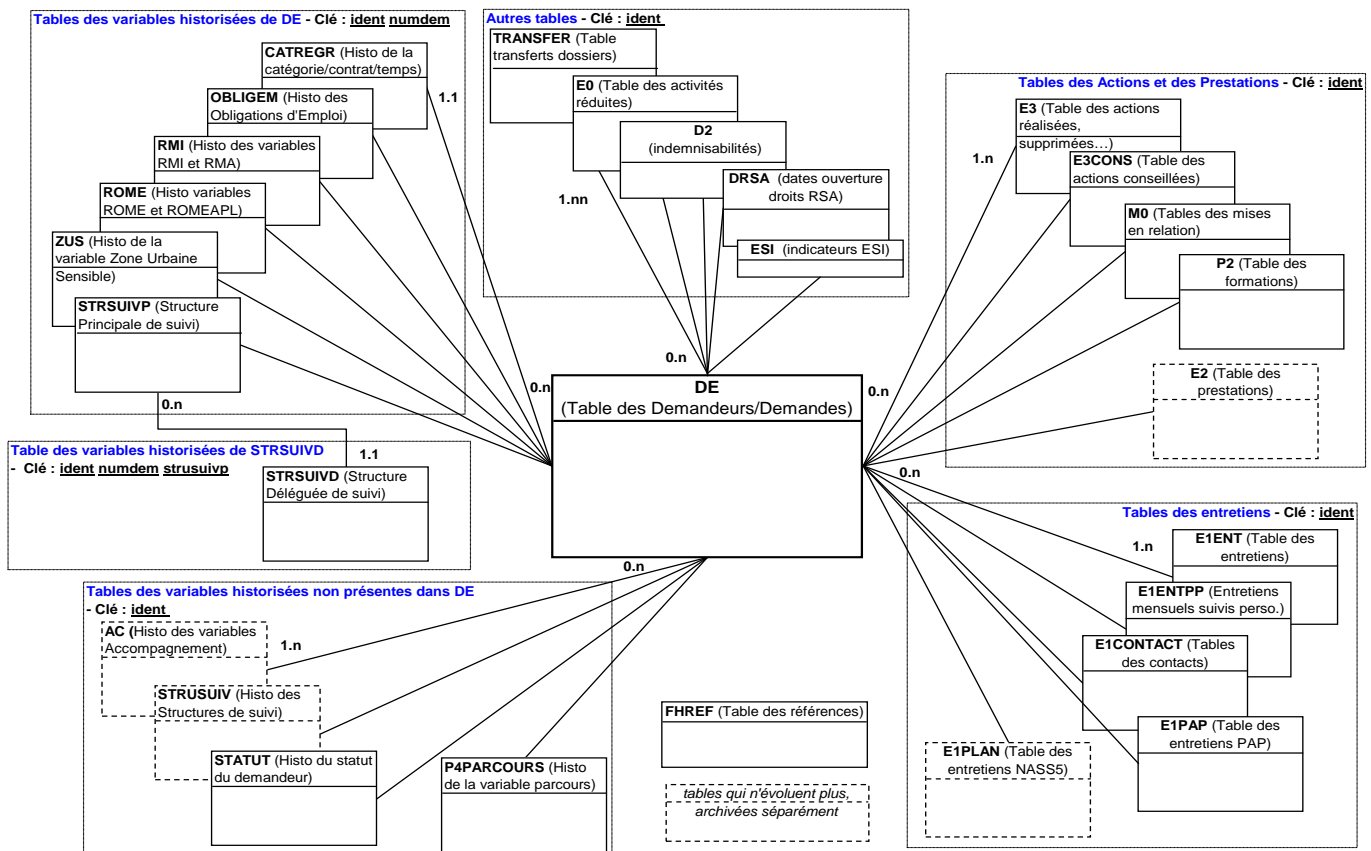 Tables des variables historisées de DE - Clé : ident numdem
CATREGR (Histo de la
catégorie/contrat/temps)
1.1
OBLIGEM (Histo des
Obligations d'Emploi)
RMI (Histo des variables
RMI et RMA)
ROME (Histo variables
ROME et ROMEAPL)
ZUS (Histo de la
variable Zone Urbaine
Sensible)
STRSUIVP (Structure
Principale de suivi)
0.n
0.n
Autres tables - Clé : ident
TRANSFER (Table
transferts dossiers)
E0 (Table des activités
réduites)
D2
(indemnisabilités)
DRSA (dates ouverture
droits RSA)
ESI (indicateurs ESI)
1.nn
0.n
Tables des Actions et des Prestations - Clé : ident
E3 (Table des actions
réalisées,
supprimées…)
1.n
E3CONS (Table des
actions conseillées)
M0 (Tables des mises
en relation)
P2 (Table des
formations)
E2 (Table des
prestations)
0.n
DE
(Table des Demandeurs/Demandes)
Table des variables historisées de STRSUIVD
- Clé : ident numdem strusuivp
1.1
STRSUIVD (Structure
Déléguée de suivi)
0.n
Tables des entretiens - Clé : ident
1.n
E1ENT (Table des
entretiens)
E1ENTPP (Entretiens
mensuels suivis perso.)
E1CONTACT (Tables
des contacts)
E1PAP (Table des
entretiens PAP)
E1PLAN (Table des
entretiens NASS5)
0.n
Tables des variables historisées non présentes dans DE
- Clé : ident
AC (Histo des variables
Accompagnement)
1.n
STRUSUIV (Histo des
Structures de suivi)
STATUT (Histo du statut
du demandeur)
P4PARCOURS (Histo
de la variable parcours)
FHREF (Table des références)
tables qui n'évoluent plus,
archivées séparément